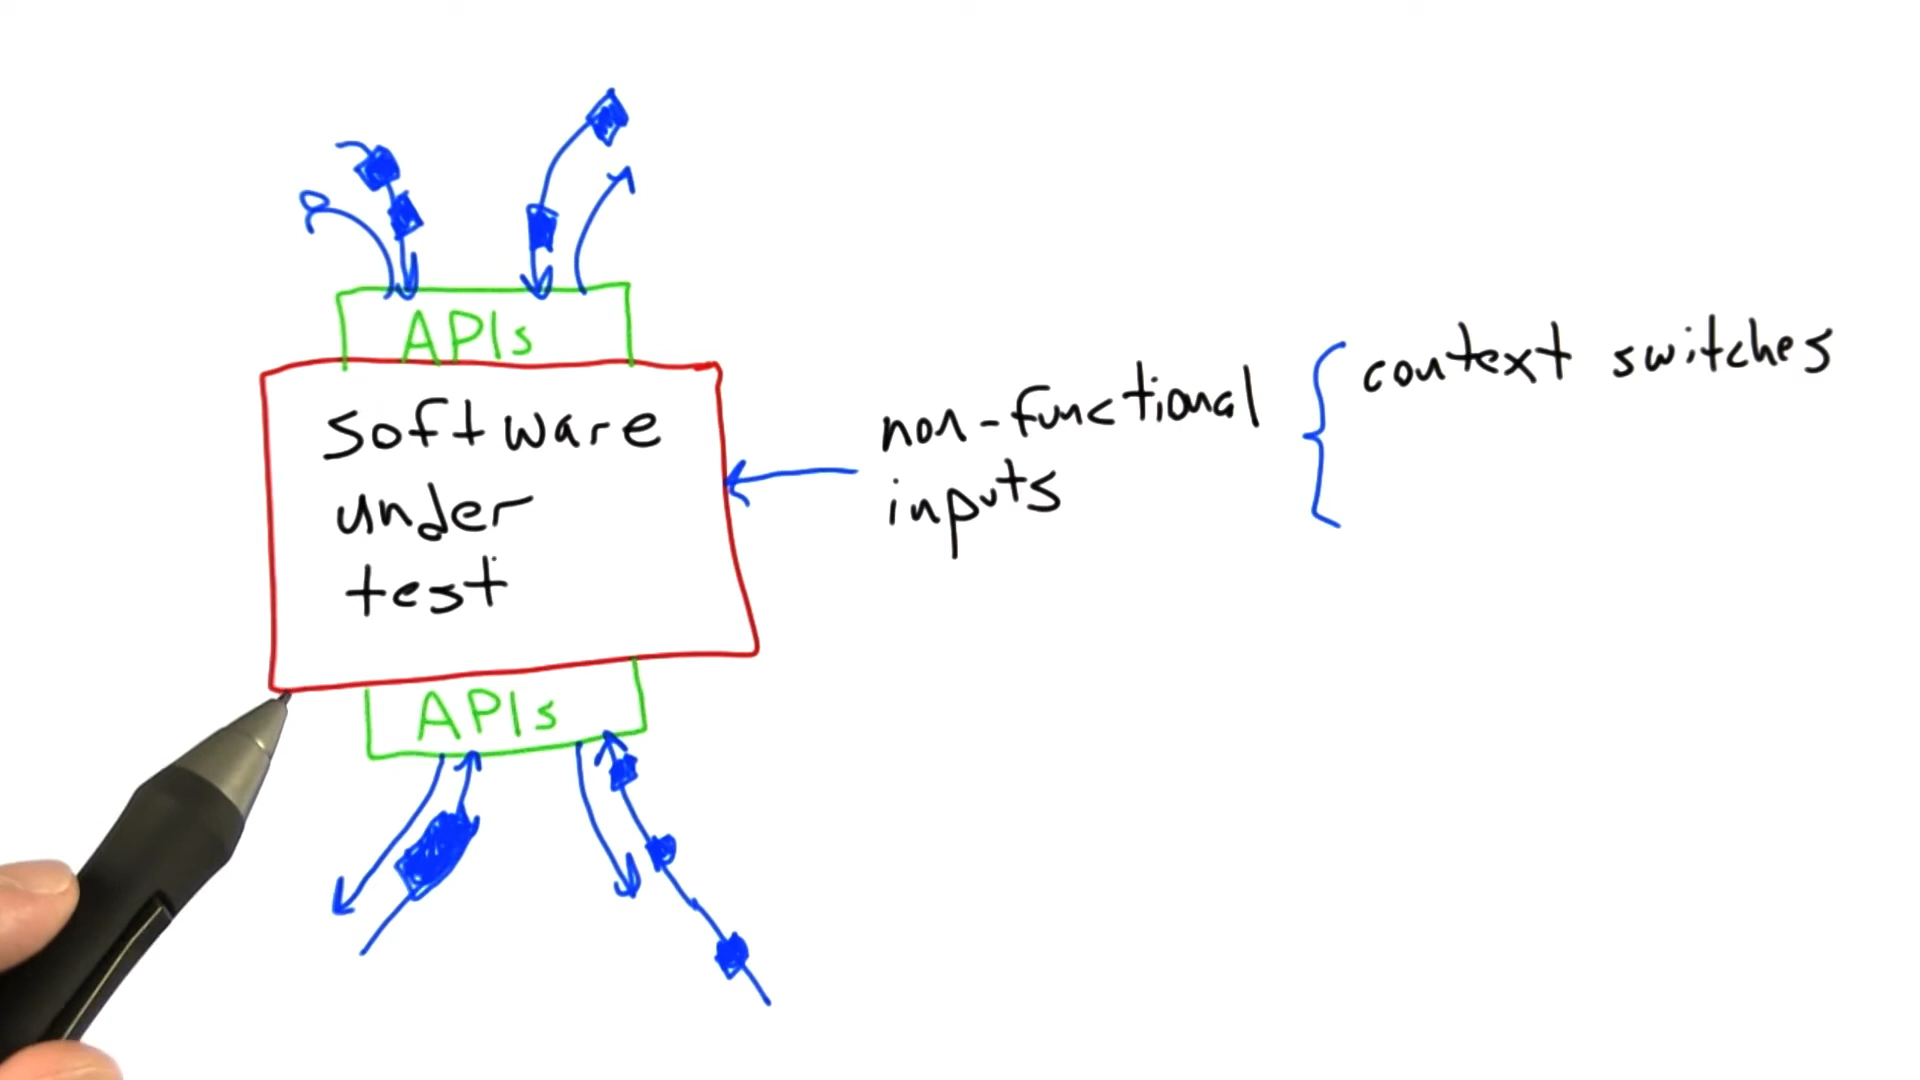 APIs
software
under
test
APIs
non-functional
inputs
context switches